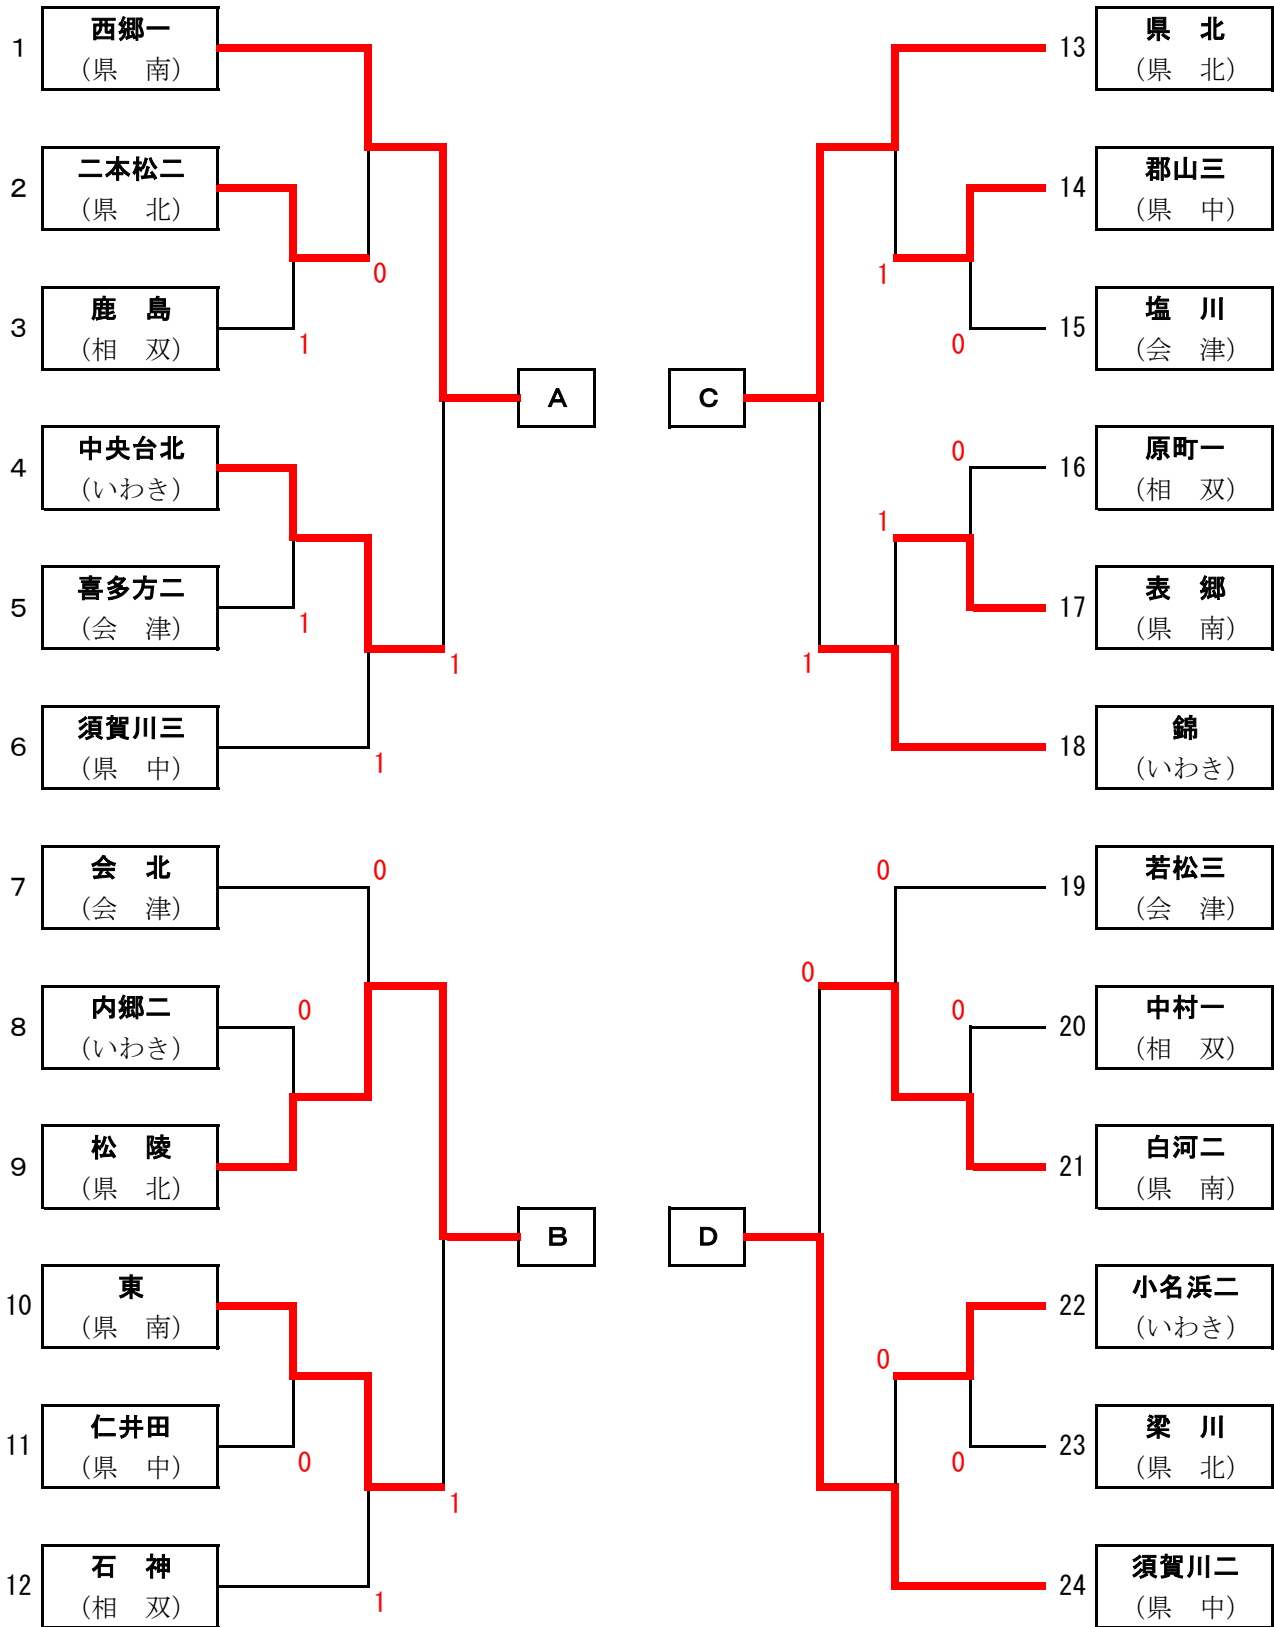 1
西郷一
(県　南)
2
二本松二
(県　北)
0
3
鹿　島
(相　双)
1
A
4
中央台北
(いわき)
5
喜多方二
(会　津)
1
1
6
須賀川三
(県　中)
1
7
会　北
(会　津)
0
8
内郷二
(いわき)
0
9
松　陵
(県　北)
B
10
東
(県　南)
11
仁井田
(県　中)
0
1
12
石　神
(相　双)
1
13
県　北
(県　北)
14
郡山三
(県　中)
1
15
塩　川
(会　津)
0
C
16
原町一
(相　双)
0
1
17
表　郷
(県　南)
1
18
錦
(いわき)
19
若松三
(会　津)
0
0
20
中村一
(相　双)
0
21
白河二
(県　南)
D
22
小名浜二
(いわき)
0
23
梁　川
(県　北)
0
24
須賀川二
(県　中)